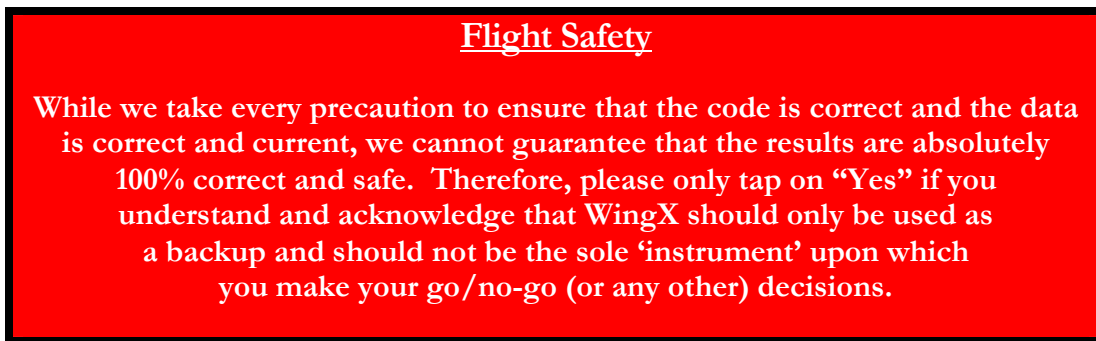 Flight Safety
While we take every precaution to ensure that the code is correct and the data
is correct and current, we cannot guarantee that the results are absolutely
100% correct and safe.  Therefore, please only tap on “Yes” if you
understand and acknowledge that WingX should only be used as
a backup and should not be the sole ‘instrument’ upon which
you make your go/no-go (or any other) decisions.